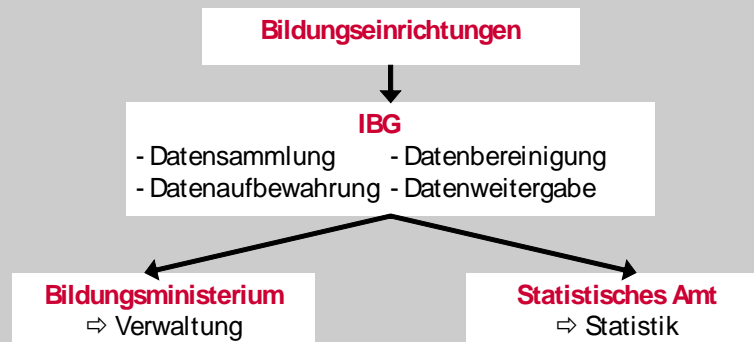 Bildungseinrichtungen
IBG
- Datensammlung - Datenbereinigung
- Datenaufbewahrung - Datenweitergabe
Bildungsministerium
⇨ Verwaltung
Statistisches Amt
⇨ Statistik